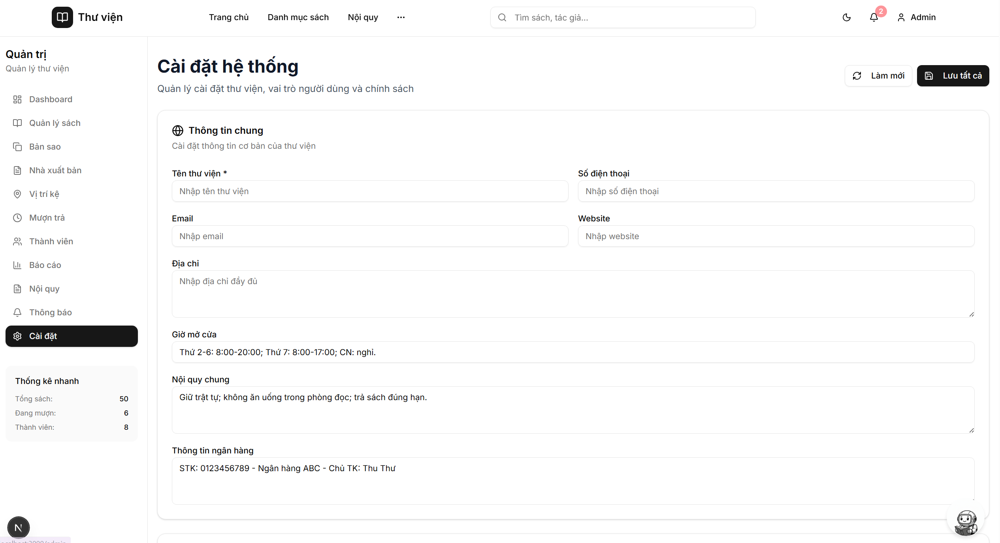 Thư viện
Trang chủ
Danh mục sách
Nội quy
Tìm sách, tác giả...
2
Admin
Quản trị
Quản lý thư viện
Dashboard
Quản lý sách
Bản sao
Nhà xuất bản
Vị trí kệ
Mượn trả
Thành viên
Báo cáo
Nội quy
Thông báo
Cài đặt
Thống kê nhanh
Tổng sách: 50
Đang mượn: 6
Thành viên: 8
N
Cài đặt hệ thống
Quản lý cài đặt thư viện, vai trò người dùng và chính sách
Làm mới
Lưu tất cả
Thông tin chung
Cài đặt thông tin cơ bản của thư viện
Tên thư viện *
Nhập tên thư viện
Số điện thoại
Nhập số điện thoại
Email
Nhập email
Website
Nhập website
Địa chỉ
Nhập địa chỉ đầy đủ
Giờ mở cửa
Thứ 2-6: 8:00-20:00; Thứ 7: 8:00-17:00; CN: nghỉ.
Nội quy chung
Giữ trật tự; không ăn uống trong phòng đọc; trả sách đúng hạn.
Thông tin ngân hàng
STK: 0123456789 - Ngân hàng ABC - Chủ TK: Thu Thư